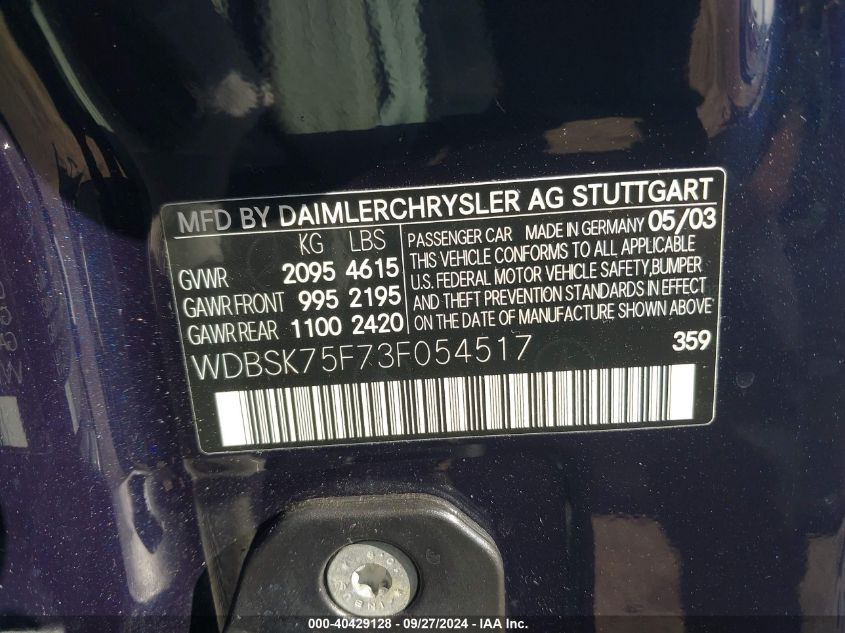 MFD BY DAIMLERCHRYSLER AG STUTTGART
KG LBS
GVWR 2095 4615
GAWR FRONT 995 2195
GAWR REAR 1100 2420
PASSENGER CAR MADE IN GERMANY 05/03
THIS VEHICLE CONFORMS TO ALL APPLICABLE
U.S. FEDERAL MOTOR VEHICLE SAFETY,BUMPER
AND THEFT PREVENTION STANDARDS IN EFFECT
ON THE DATE OF MANUFACTURE SHOWN ABOVE
WDBSK75F73F054517 359
000-40429128 - 09/27/2024 - IAA Inc.